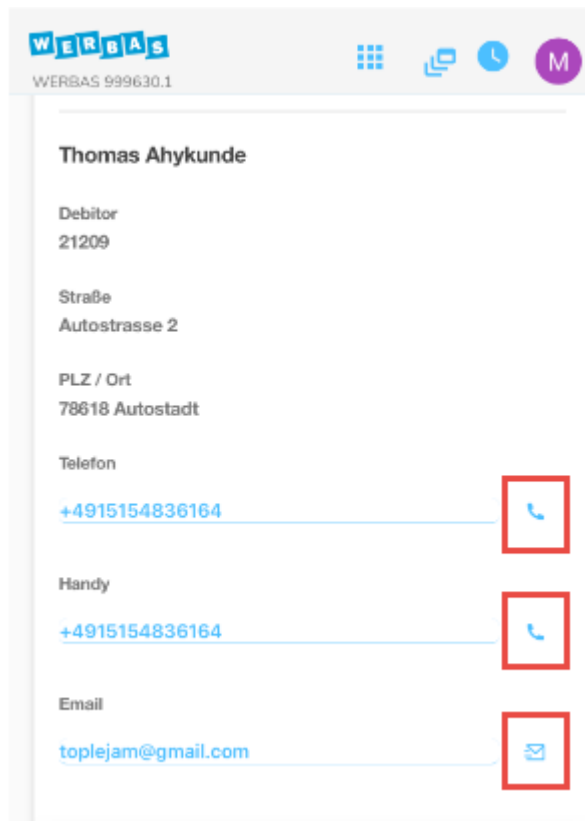 WERBAS
WERBAS 999630.1
M
Thomas Ahykunde
Debitor
21209
Straße
Autostrasse 2
PLZ / Ort
78618 Autostadt
Telefon
+4915154836164
Handy
+4915154836164
Email
toplejam@gmail.com